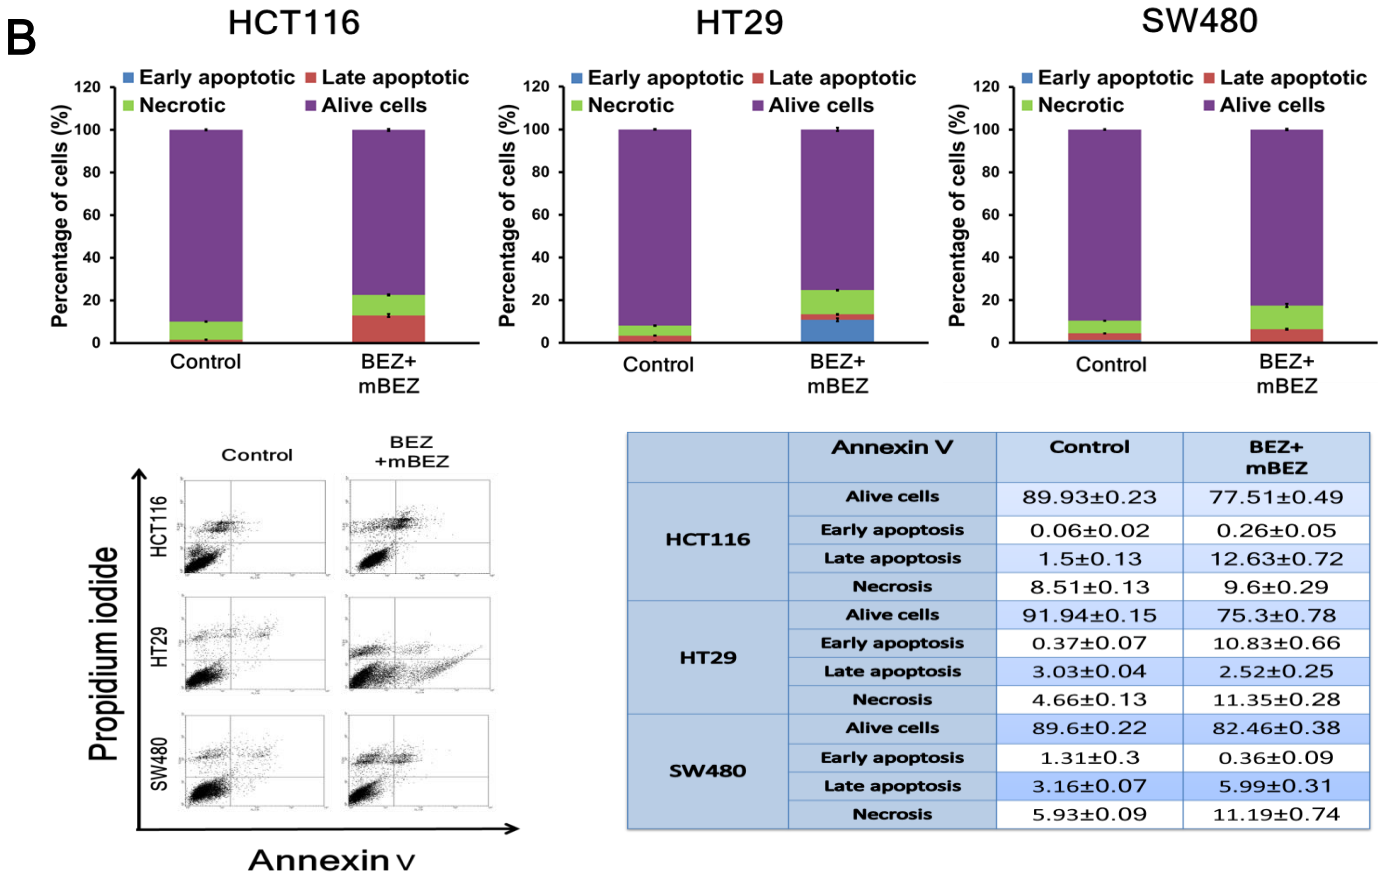 B
HCT116
HT29
SW480
Early apoptotic
Late apoptotic
Necrotic
Alive cells
Percentage of cells (%)
120
100
80
60
40
20
0
Control
BEZ+
mBEZ
Early apoptotic
Late apoptotic
Necrotic
Alive cells
Percentage of cells (%)
120
100
80
60
40
20
0
Control
BEZ+
mBEZ
Early apoptotic
Late apoptotic
Necrotic
Alive cells
Percentage of cells (%)
120
100
80
60
40
20
0
Control
BEZ+
mBEZ
Control
BEZ
+mBEZ
HCT116
HT29
SW480
Propidium iodide
Annexin v
Annexin V Control BEZ+
mBEZ
HCT116
Alive cells 89.93±0.23 77.51±0.49
Early apoptosis 0.06±0.02 0.26±0.05
Late apoptosis 1.5±0.13 12.63±0.72
Necrosis 8.51±0.13 9.6±0.29
HT29
Alive cells 91.94±0.15 75.3±0.78
Early apoptosis 0.37±0.07 10.83±0.66
Late apoptosis 3.03±0.04 2.52±0.25
Necrosis 4.66±0.13 11.35±0.28
SW480
Alive cells 89.6±0.22 82.46±0.38
Early apoptosis 1.31±0.3 0.36±0.09
Late apoptosis 3.16±0.07 5.99±0.31
Necrosis 5.93±0.09 11.19±0.74